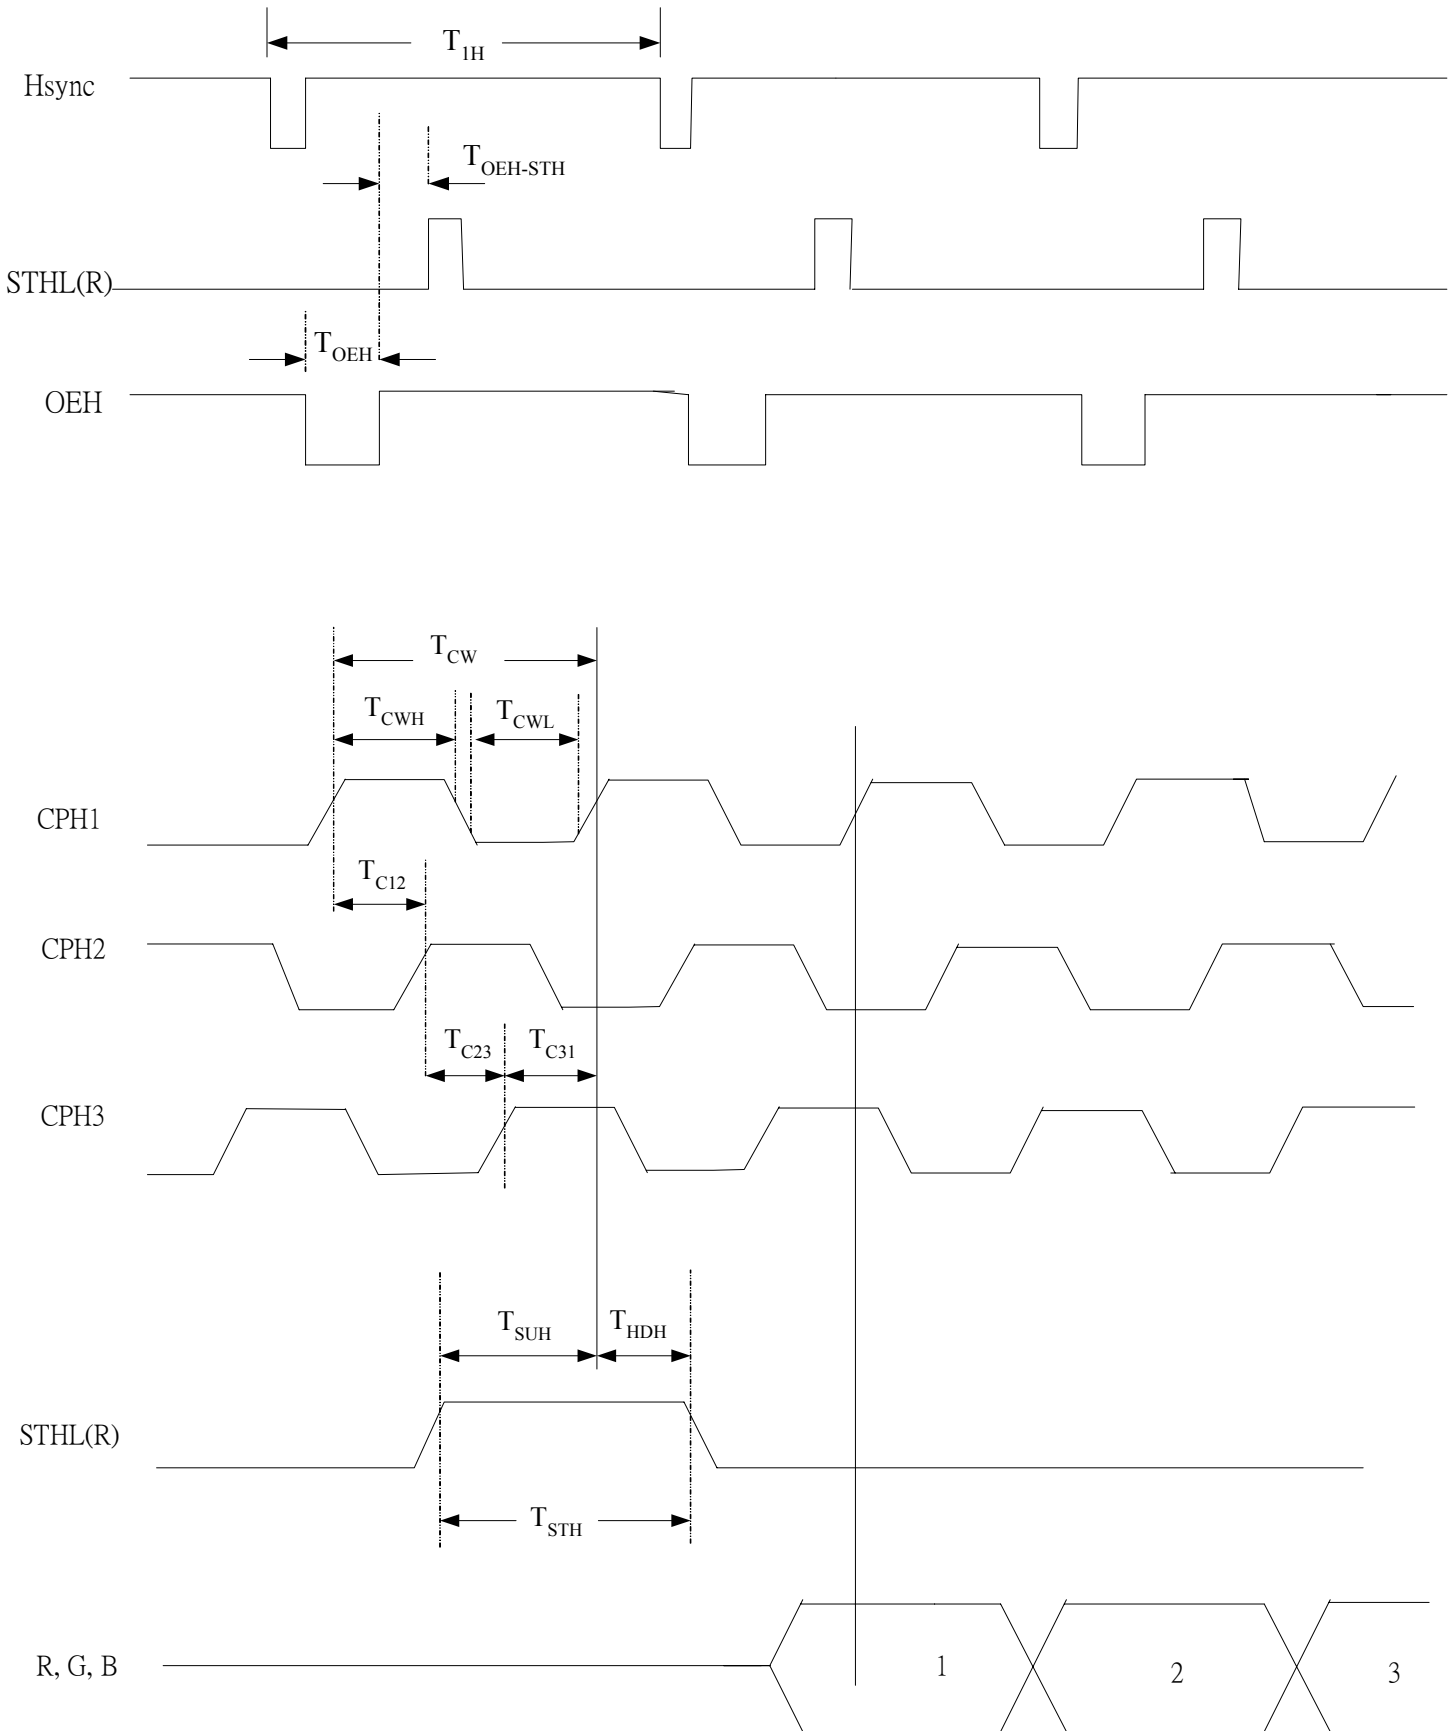 T1H
Hsync
TOEH-STH
STHL(R)
TOEH
OEH
TCW
TCWH TCWL
CPH1
TC12
CPH2
TC23 TC31
CPH3
TSUH THDH
STHL(R)
TSTH
R, G, B 1 2 3